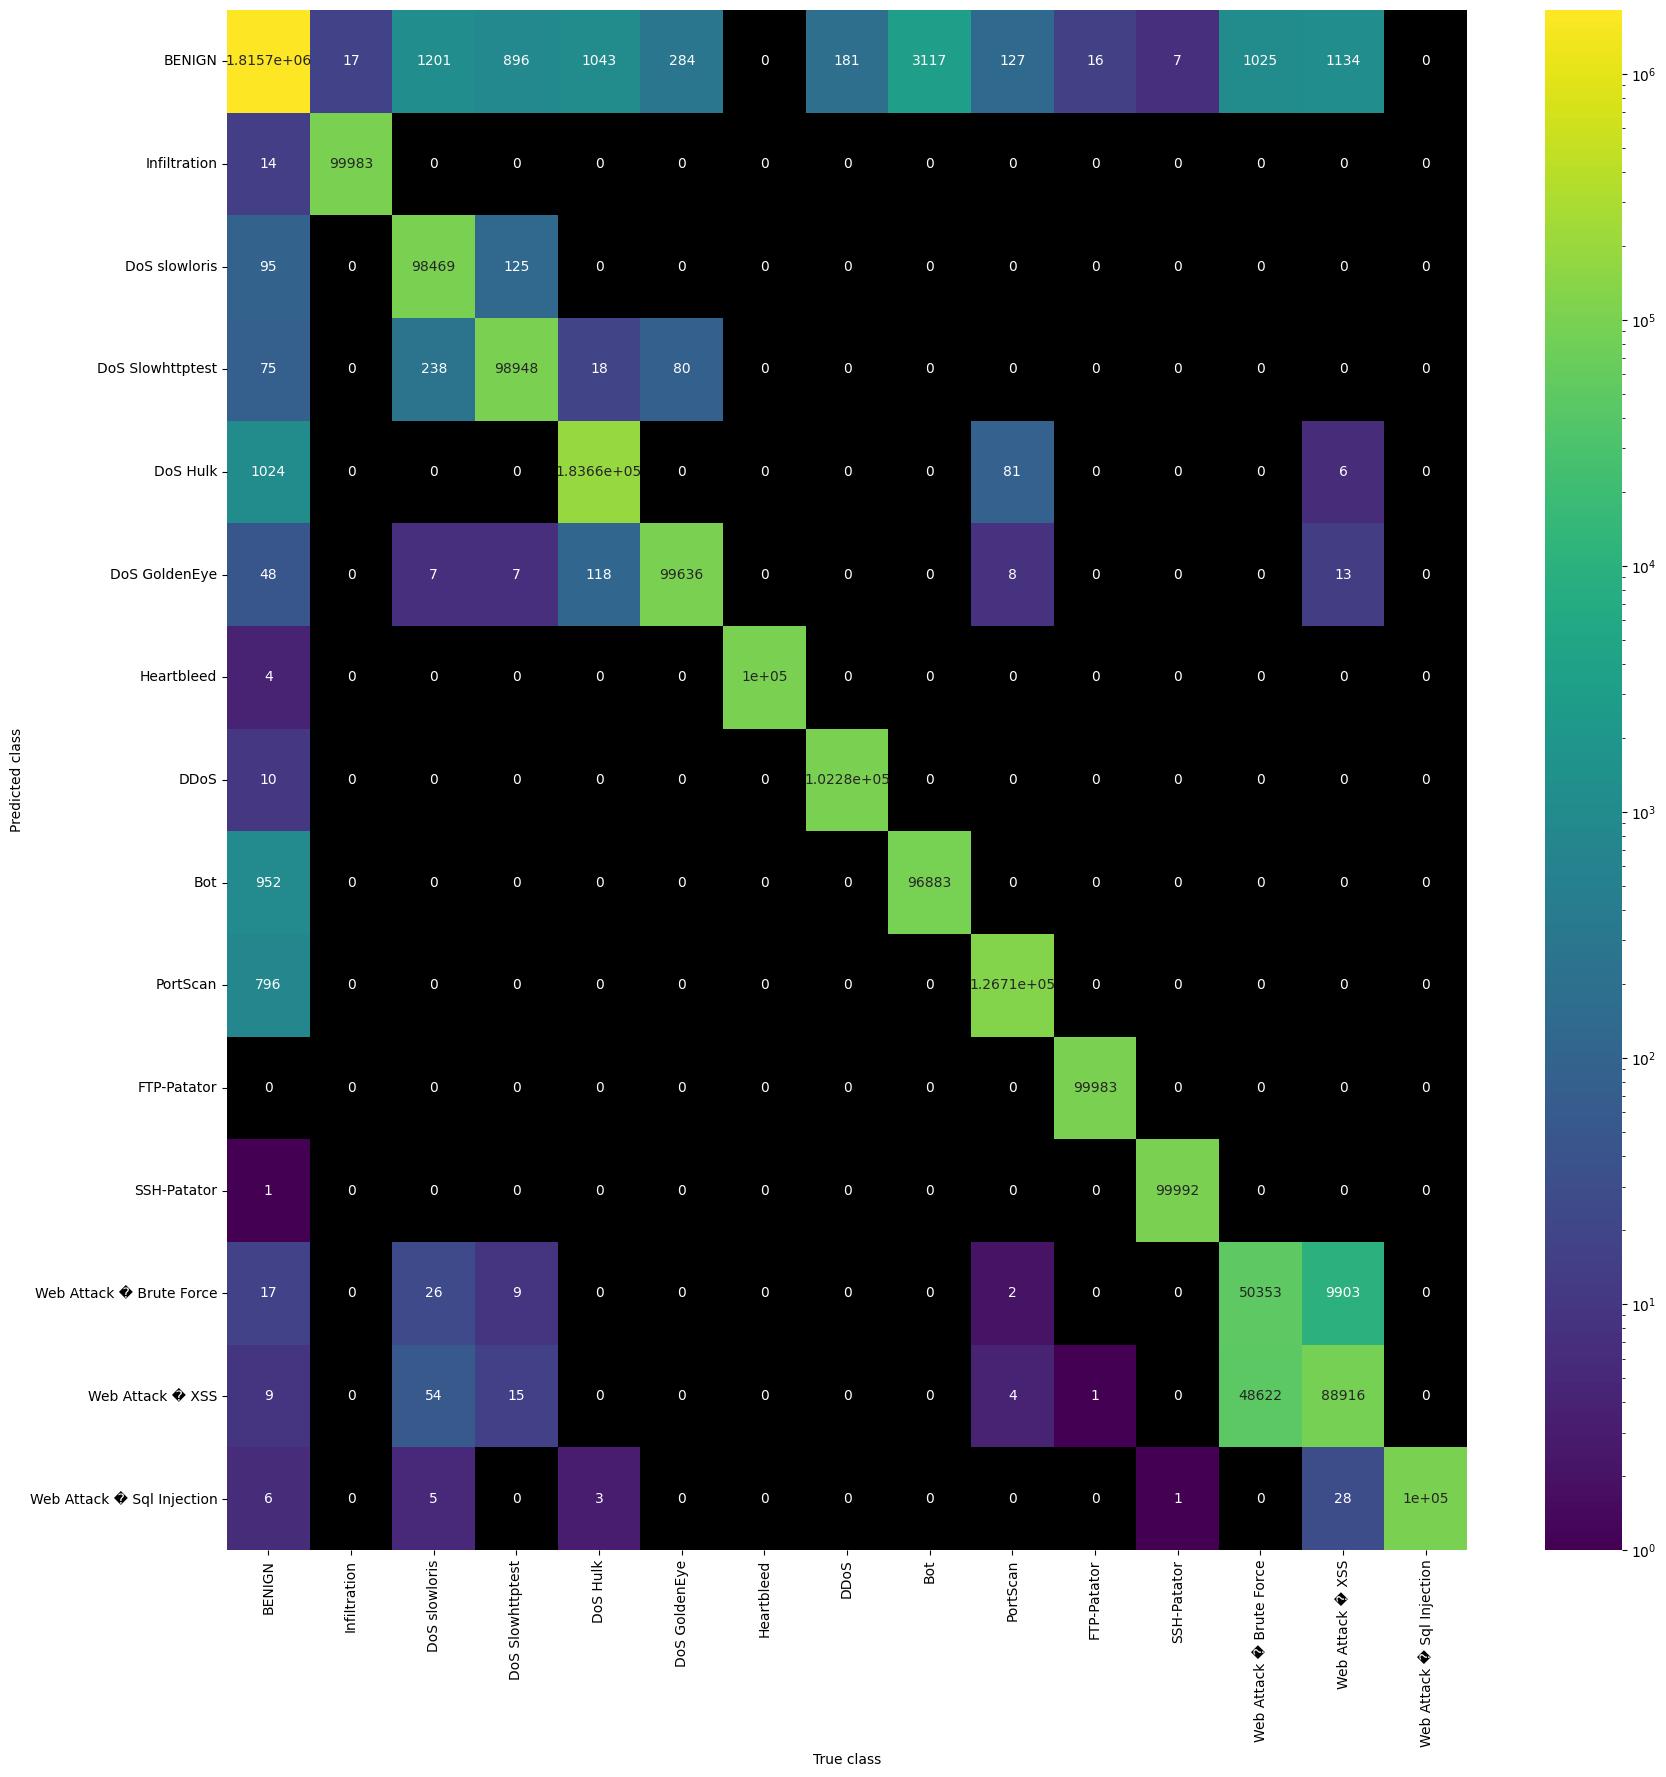 BENIGN 1.8157e+06 17 1201 896 1043 284 0 181 3117 127 16 7 1025 1134 0
Infiltration 14 99983 0 0 0 0 0 0 0 0 0 0 0 0 0
DoS slowloris 95 0 98469 125 0 0 0 0 0 0 0 0 0 0 0
DoS Slowhttptest 75 0 238 98948 18 80 0 0 0 0 0 0 0 0 0
DoS Hulk 1024 0 0 0 1.8366e+05 0 0 0 0 81 0 0 0 6 0
DoS GoldenEye 48 0 7 7 118 99636 0 0 0 8 0 0 0 13 0
Heartbleed 4 0 0 0 0 0 1e+05 0 0 0 0 0 0 0 0
DDoS 10 0 0 0 0 0 0 1.0228e+05 0 0 0 0 0 0 0
Bot 952 0 0 0 0 0 0 0 96883 0 0 0 0 0 0
PortScan 796 0 0 0 0 0 0 0 0 1.2671e+05 0 0 0 0 0
FTP-Patator 0 0 0 0 0 0 0 0 0 0 99983 0 0 0 0
SSH-Patator 1 0 0 0 0 0 0 0 0 0 0 99992 0 0 0
Web Attack � Brute Force 17 0 26 9 0 0 0 0 0 2 0 0 50353 9903 0
Web Attack � XSS 9 0 54 15 0 0 0 0 0 4 1 0 48622 88916 0
Web Attack � Sql Injection 6 0 5 0 3 0 0 0 0 0 0 1 0 28 1e+05
Predicted class
BENIGN
Infiltration
DoS slowloris
DoS Slowhttptest
DoS Hulk
DoS GoldenEye
Heartbleed
DDoS
Bot
PortScan
FTP-Patator
SSH-Patator
Web Attack � Brute Force
Web Attack � XSS
Web Attack � Sql Injection
True class
10⁶
10⁵
10⁴
10³
10²
10¹
10⁰